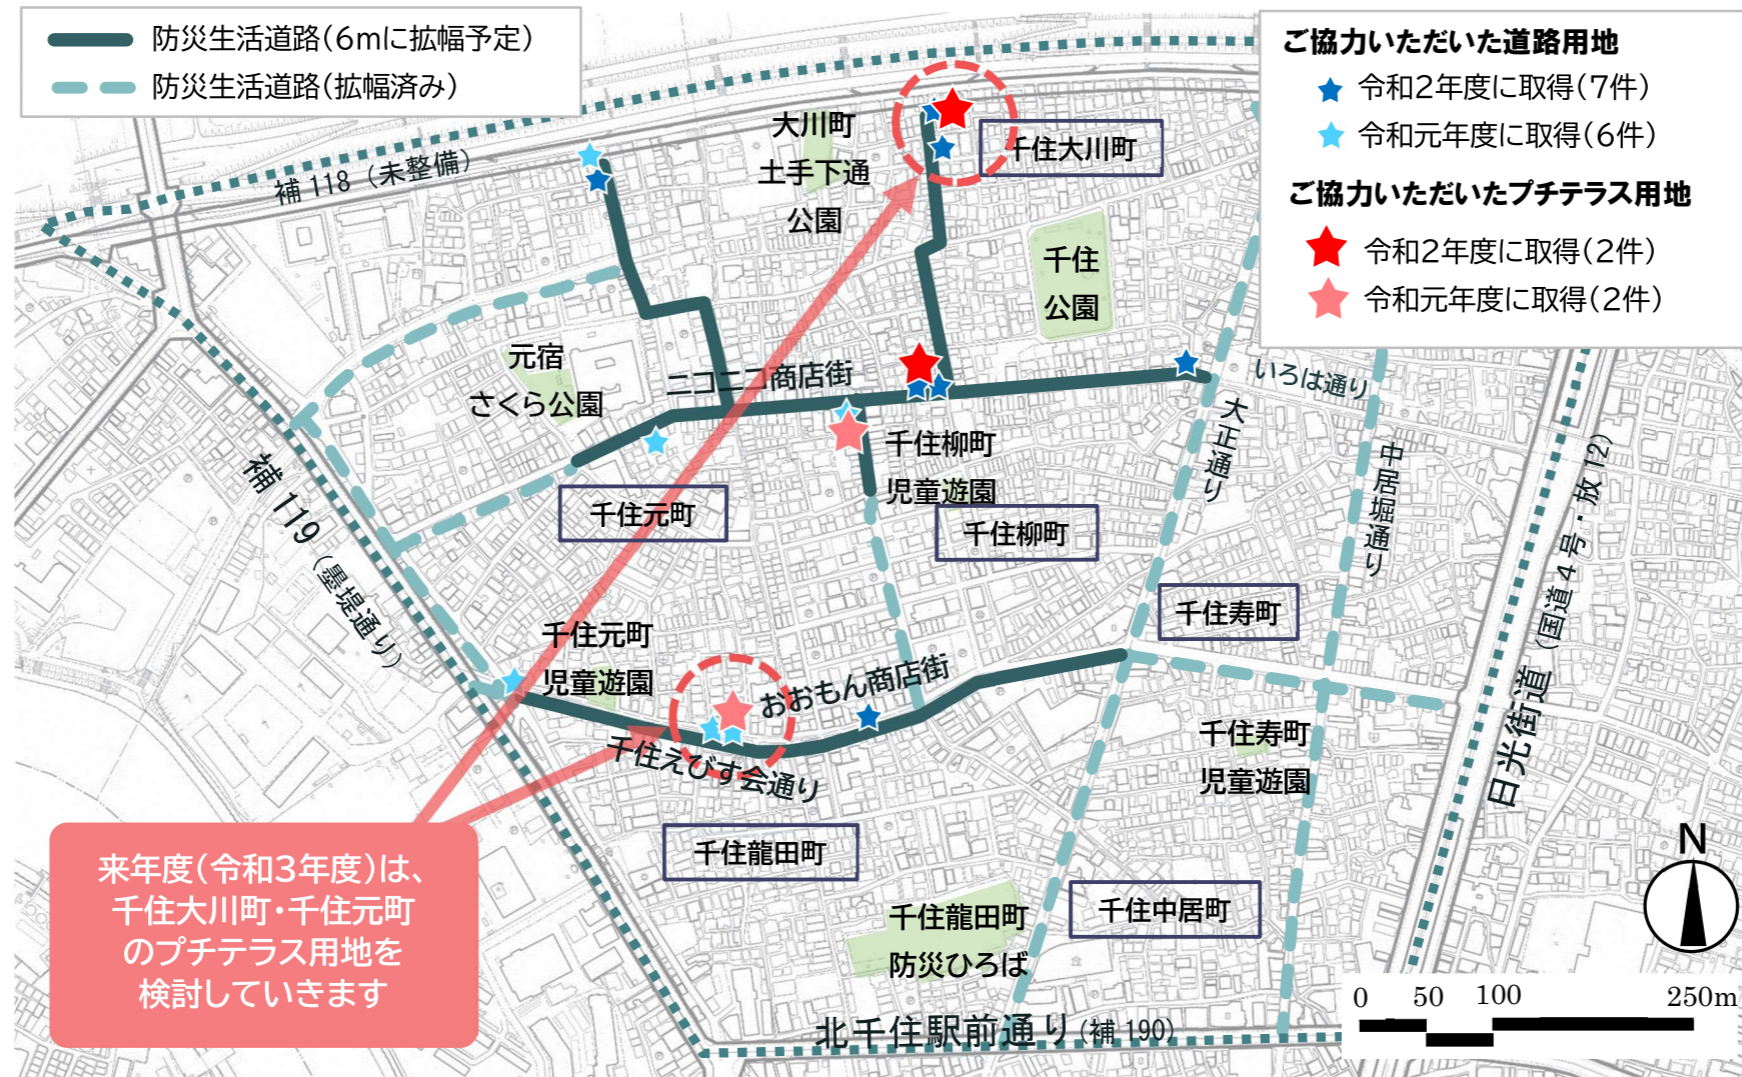 防災生活道路(6mに拡幅予定)
防災生活道路(拡幅済み)
ご協力いただいた道路用地
令和2年度に取得(7件)
令和元年度に取得(6件)
ご協力いただいたプチテラス用地
令和2年度に取得(2件)
令和元年度に取得(2件)
補118(未整備)
大川町
土手下通
公園
千住大川町
千住
公園
元宿
さくら公園
ニコニコ商店街
いろは通り
大正通り
中居堀通り
千住柳町
児童遊園
千住元町
千住柳町
補119(墨堤通り)
日光街道(国道4号・放12)
千住寿町
千住元町
児童遊園
おおもん商店街
千住えびす会通り
千住寿町
児童遊園
千住龍田町
千住中居町
千住龍田町
防災ひろば
来年度(令和3年度)は、
千住大川町・千住元町
のプチテラス用地を
検討していきます
北千住駅前通り(補190)
N
0 50 100 250m